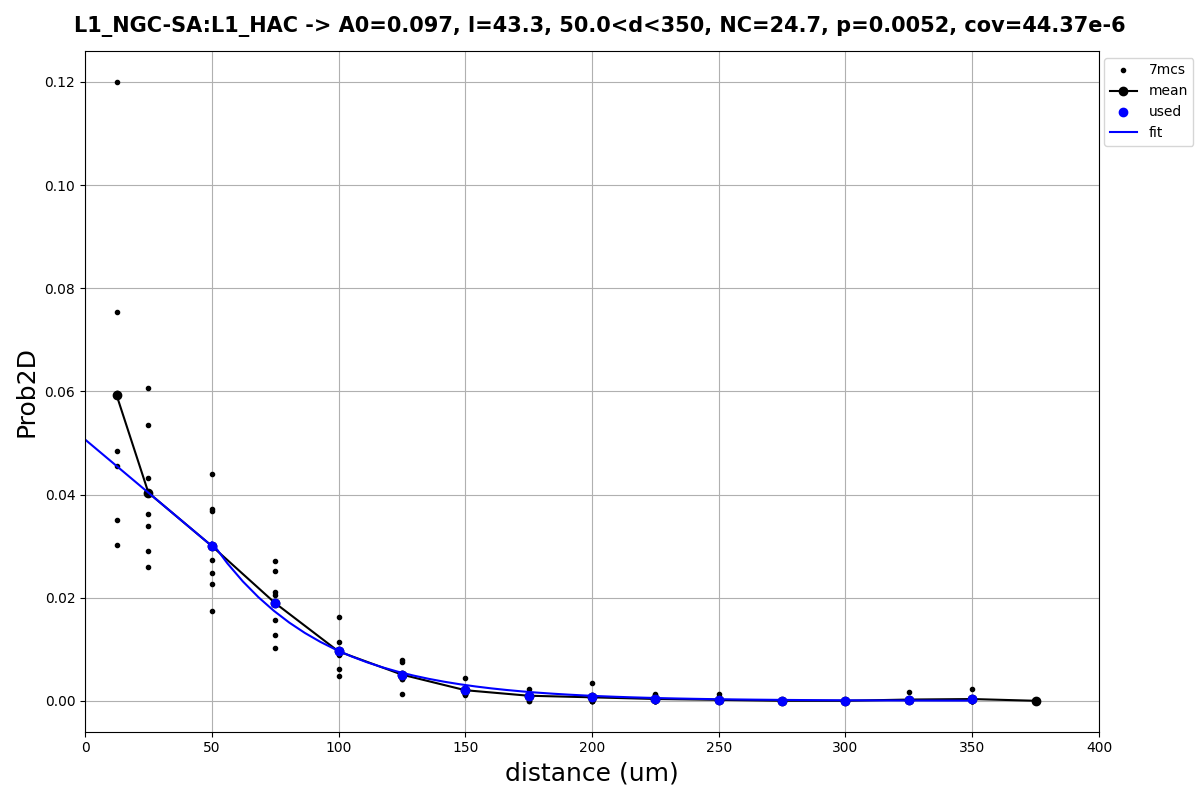 L1_NGC-SA:L1_HAC -> A0=0.097, l=43.3, 50.0<d<350, NC=24.7, p=0.0052, cov=44.37e-6
7mcs
mean
used
fit
Prob2D
0.12
0.10
0.08
0.06
0.04
0.02
0.00
0 50 100 150 200 250 300 350 400
distance (um)